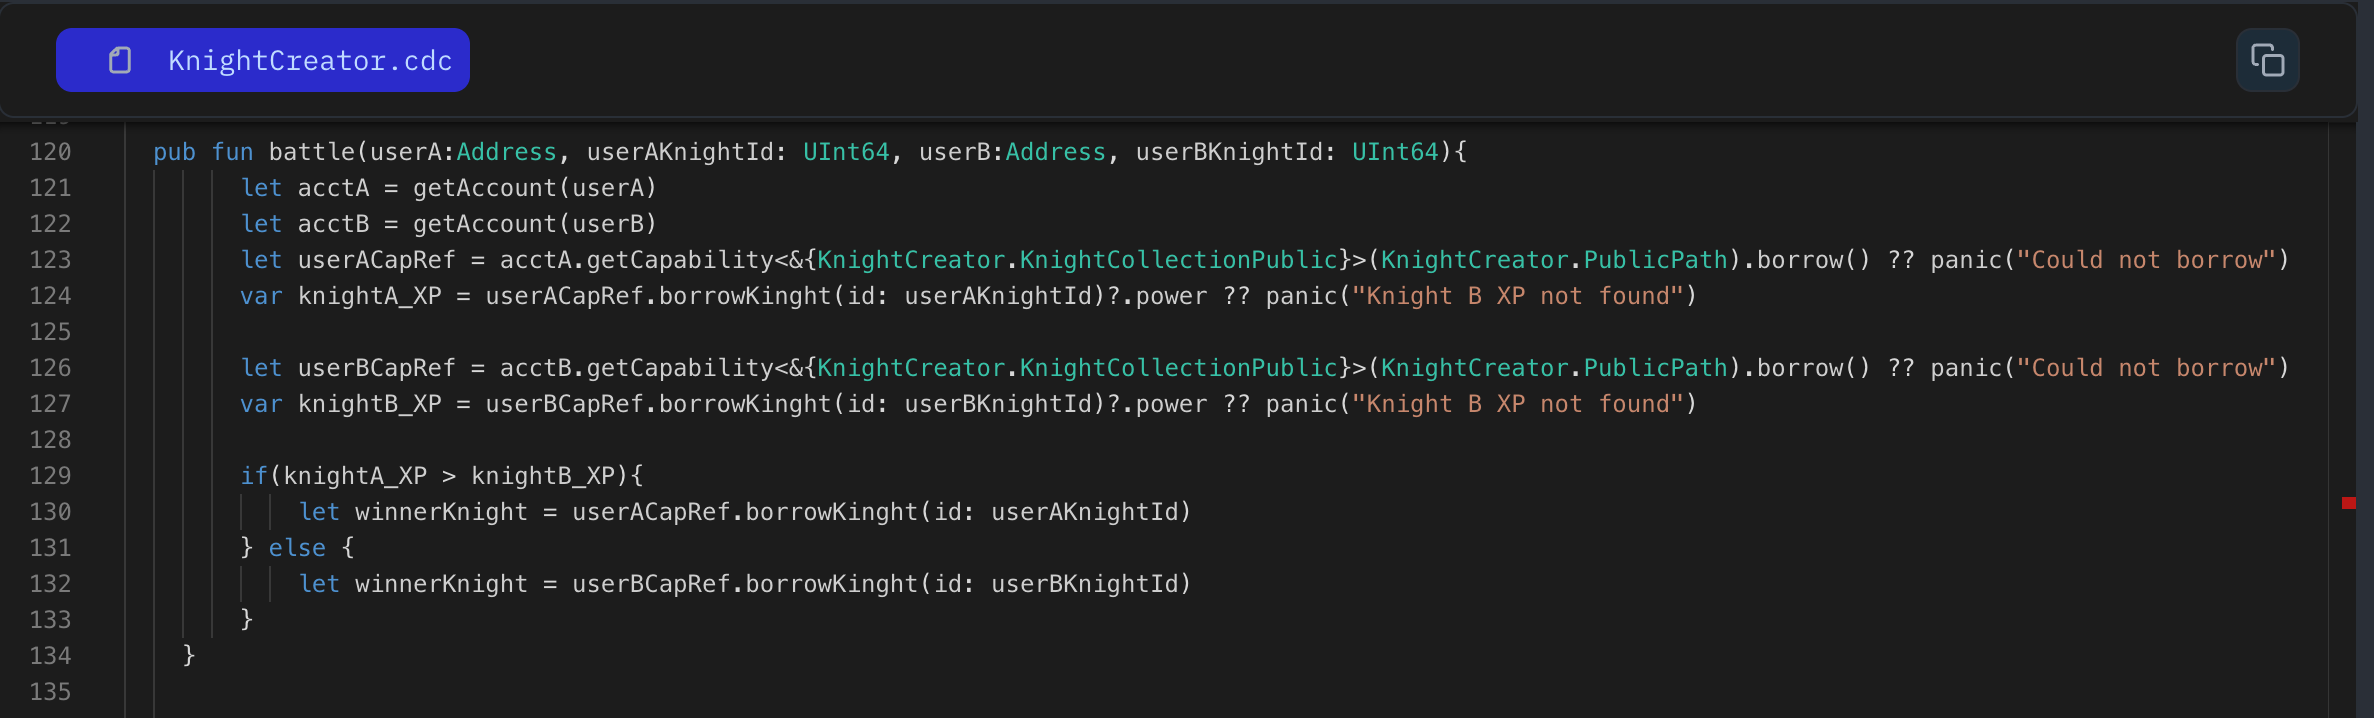 KnightCreator.cdc
120 pub fun battle(userA:Address, userAKnightId: UInt64, userB:Address, userBKnightId: UInt64){
121 let acctA = getAccount(userA)
122 let acctB = getAccount(userB)
123 let userACapRef = acctA.getCapability<&{KnightCreator.KnightCollectionPublic}>(KnightCreator.PublicPath).borrow() ?? panic("Could not borrow")
124 var knightA_XP = userACapRef.borrowKinght(id: userAKnightId)?.power ?? panic("Knight B XP not found")
125
126 let userBCapRef = acctB.getCapability<&{KnightCreator.KnightCollectionPublic}>(KnightCreator.PublicPath).borrow() ?? panic("Could not borrow")
127 var knightB_XP = userBCapRef.borrowKinght(id: userBKnightId)?.power ?? panic("Knight B XP not found")
128
129 if(knightA_XP > knightB_XP){
130 let winnerKnight = userACapRef.borrowKinght(id: userAKnightId)
131 } else {
132 let winnerKnight = userBCapRef.borrowKinght(id: userBKnightId)
133 }
134 }
135